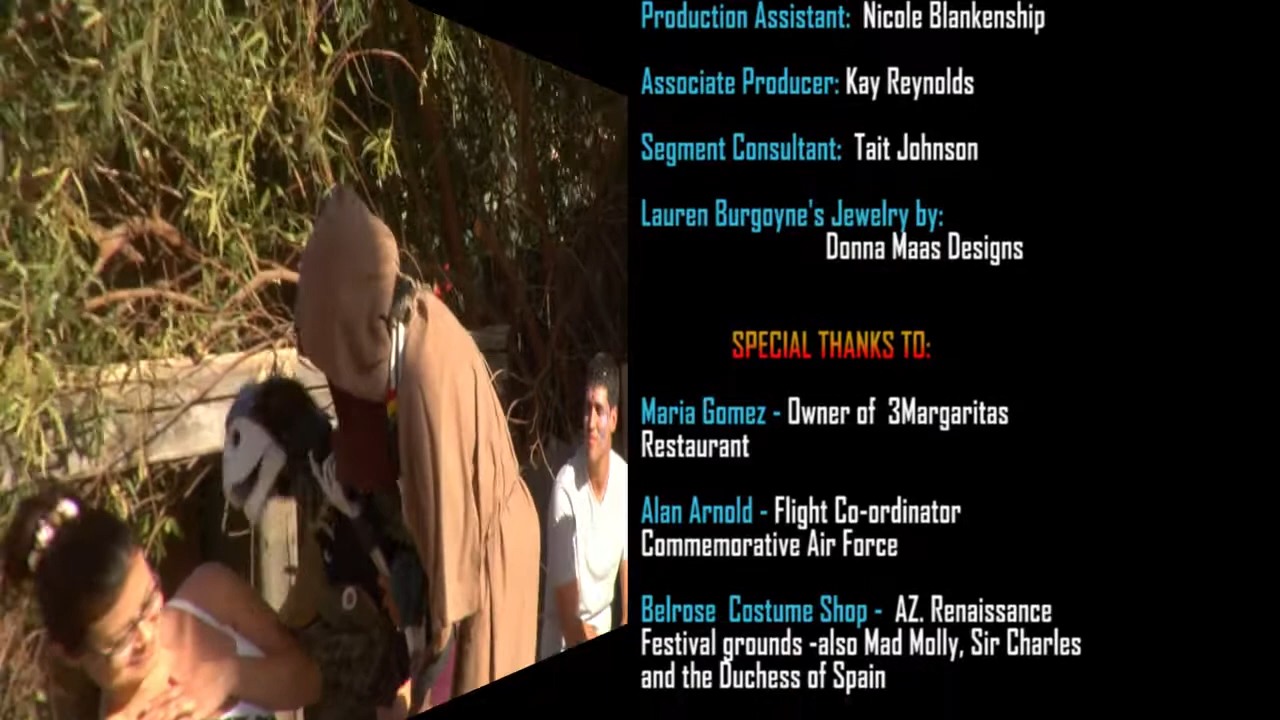 Production Assistant: Nicole Blankenship
Associate Producer: Kay Reynolds
Segment Consultant: Tait Johnson
Lauren Burgoyne's Jewelry by:
Donna Maas Designs
SPECIAL THANKS TO:
Maria Gomez - Owner of 3Margaritas
Restaurant
Alan Arnold - Flight Co-ordinator
Commemorative Air Force
Belrose Costume Shop - AZ. Renaissance
Festival grounds -also Mad Molly, Sir Charles
and the Duchess of Spain